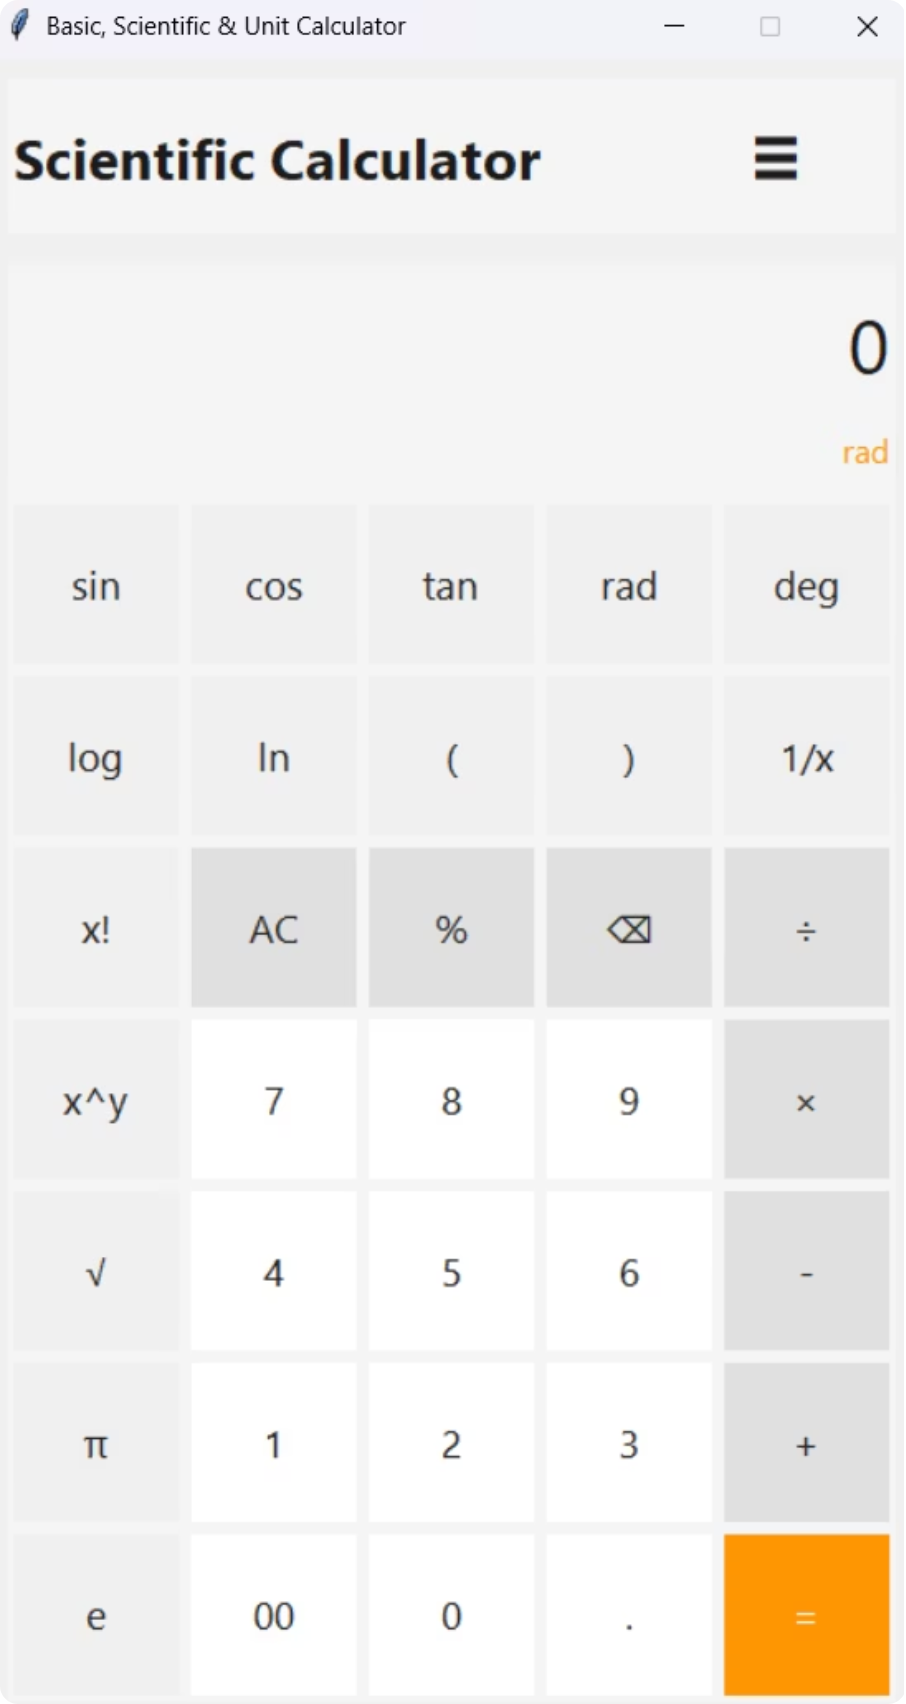 Basic, Scientific & Unit Calculator
Scientific Calculator
0
rad
sin cos tan rad deg
log ln ( ) 1/x
x! AC % ⌫ ÷
x^y 7 8 9 ×
√ 4 5 6 -
π 1 2 3 +
e 00 0 . =